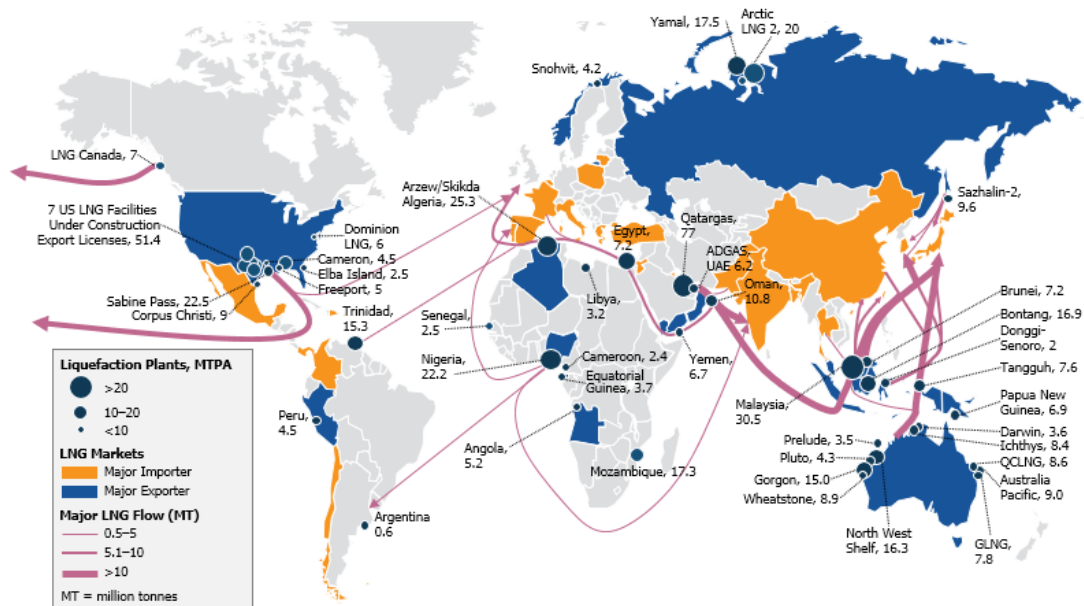 Yamal, 17.5
Arctic
LNG 2, 20
Snohvit, 4.2
LNG Canada, 7
Arzew/Skikda
Algeria, 25.3
7 US LNG Facilities
Under Construction
Export Licenses, 51.4
Dominion
LNG, 6
Cameron, 4.5
Elba Island, 2.5
Freeport, 5
Sabine Pass, 22.5
Corpus Christi, 9
Trinidad,
15.3
Egypt,
7.2
Qatargas,
77
ADGAS,
UAE 6.2
Oman,
10.8
Sazhalin-2,
9.6
Libya,
3.2
Senegal,
2.5
Nigeria,
22.2
Cameroon, 2.4
Equatorial
Guinea, 3.7
Yemen,
6.7
Brunei, 7.2
Bontang, 16.9
Donggi-
Senoro, 2
Tangguh, 7.6
Malaysia,
30.5
Papua New
Guinea, 6.9
Peru,
4.5
Angola,
5.2
Mozambique, 17.3
Argentina
0.6
Prelude, 3.5
Pluto, 4.3
Gorgon, 15.0
Wheatstone, 8.9
North West
Shelf, 16.3
Darwin, 3.6
Ichthys, 8.4
QCLNG, 8.6
Australia
Pacific, 9.0
GLNG,
7.8
Liquefaction Plants, MTPA
>20
10–20
<10
LNG Markets
Major Importer
Major Exporter
Major LNG Flow (MT)
0.5–5
5.1–10
>10
MT = million tonnes